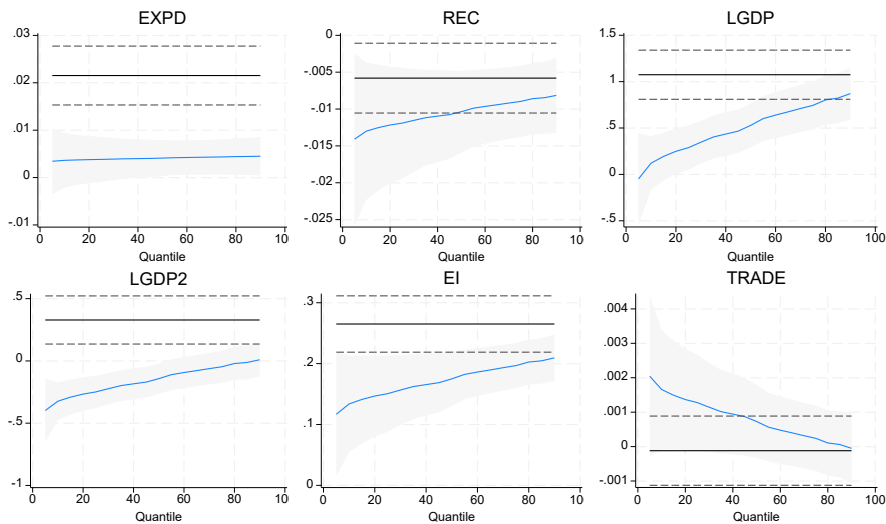 EXPD
.03
.02
.01
0
-.01
0 20 40 60 80 100
Quantile
REC
0
-.005
-.01
-.015
-.02
-.025
0 20 40 60 80 100
Quantile
LGDP
1.5
1
.5
0
-.5
0 20 40 60 80 100
Quantile
LGDP2
.5
0
-.5
-1
0 20 40 60 80 100
Quantile
EI
.3
.2
.1
0
0 20 40 60 80 100
Quantile
TRADE
.004
.003
.002
.001
0
-.001
0 20 40 60 80 100
Quantile